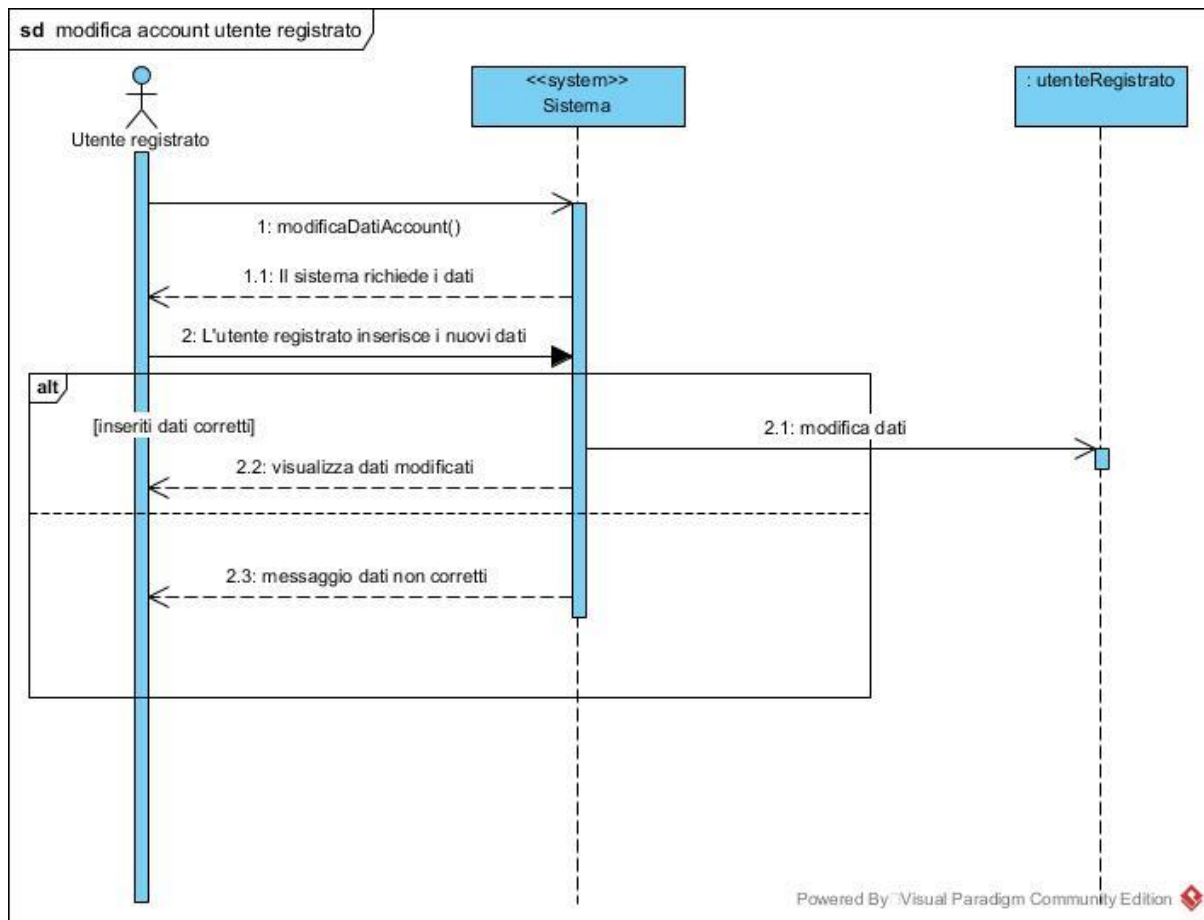 sd modifica account utente registrato
<<system>>
Sistema
: utenteRegistrato
Utente registrato
1: modificaDatiAccount()
1.1: Il sistema richiede i dati
2: L'utente registrato inserisce i nuovi dati
alt
[inseriti dati corretti]
2.1: modifica dati
2.2: visualizza dati modificati
2.3: messaggio dati non corretti
Powered By Visual Paradigm Community Edition